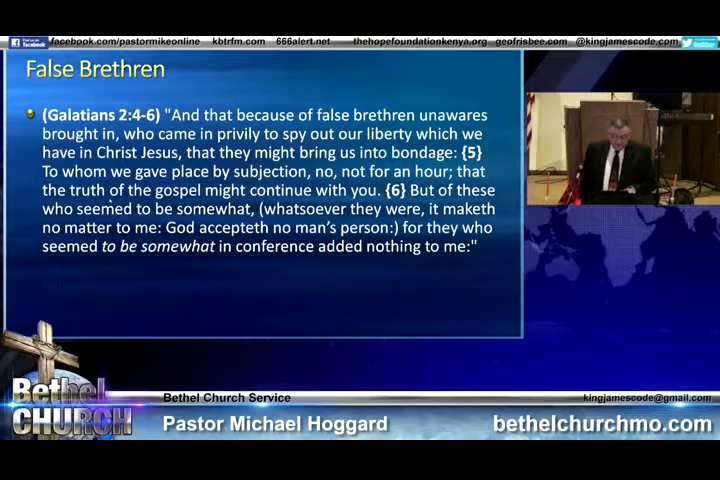 Find us on facebook
facebook.com/pastormikeonline kbtrfm.com 666alert.net thehopefoundationkenya.org geofrisbee.com @kingjamescode.com twitter
False Brethren
(Galatians 2:4-6) "And that because of false brethren unawares
brought in, who came in privily to spy out our liberty which we
have in Christ Jesus, that they might bring us into bondage: {5}
To whom we gave place by subjection, no, not for an hour; that
the truth of the gospel might continue with you. {6} But of these
who seemed to be somewhat, (whatsoever they were, it maketh
no matter to me: God accepteth no man's person:) for they who
seemed to be somewhat in conference added nothing to me:"
Bethel
CHURCH
Bethel Church Service
kingjamescode@gmail.com
Pastor Michael Hoggard
bethelchurchmo.com